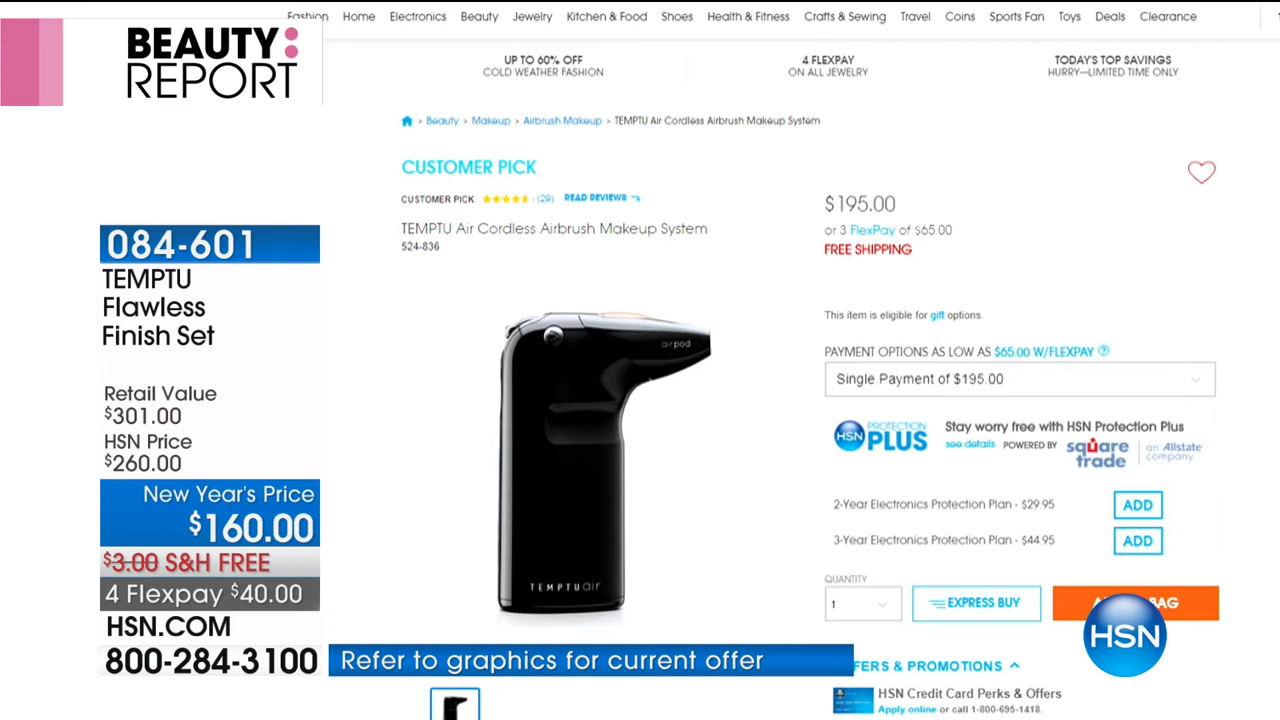 Fashion Home Electronics Beauty Jewelry Kitchen & Food Shoes Health & Fitness Crafts & Sewing Travel Coins Sports Fan Toys Deals Clearance
BEAUTY:
REPORT
UP TO 60% OFF
COLD WEATHER FASHION
4 FLEXPAY
ON ALL JEWELRY
TODAY'S TOP SAVINGS
HURRY—LIMITED TIME ONLY
> Beauty > Makeup > Airbrush Makeup > TEMPTU Air Cordless Airbrush Makeup System
CUSTOMER PICK
CUSTOMER PICK (29) READ REVIEWS
TEMPTU Air Cordless Airbrush Makeup System
524-836
$195.00
or 3 FlexPay of $65.00
FREE SHIPPING
This item is eligible for gift options.
PAYMENT OPTIONS AS LOW AS $65.00 W/FLEXPAY ?
Single Payment of $195.00
HSN PROTECTION PLUS
Stay worry free with HSN Protection Plus
see details POWERED BY square trade | an Allstate company
2-Year Electronics Protection Plan - $29.95 ADD
3-Year Electronics Protection Plan - $44.95 ADD
QUANTITY
1 EXPRESS BUY BAG
HSN
FERS & PROMOTIONS
HSN Credit Card Perks & Offers
Apply online or call 1-800-695-1418.
airpod
TEMPTUair
084-601
TEMPTU
Flawless
Finish Set
Retail Value
$301.00
HSN Price
$260.00
New Year's Price
$160.00
$3.00 S&H FREE
4 Flexpay $40.00
HSN.COM
800-284-3100
Refer to graphics for current offer